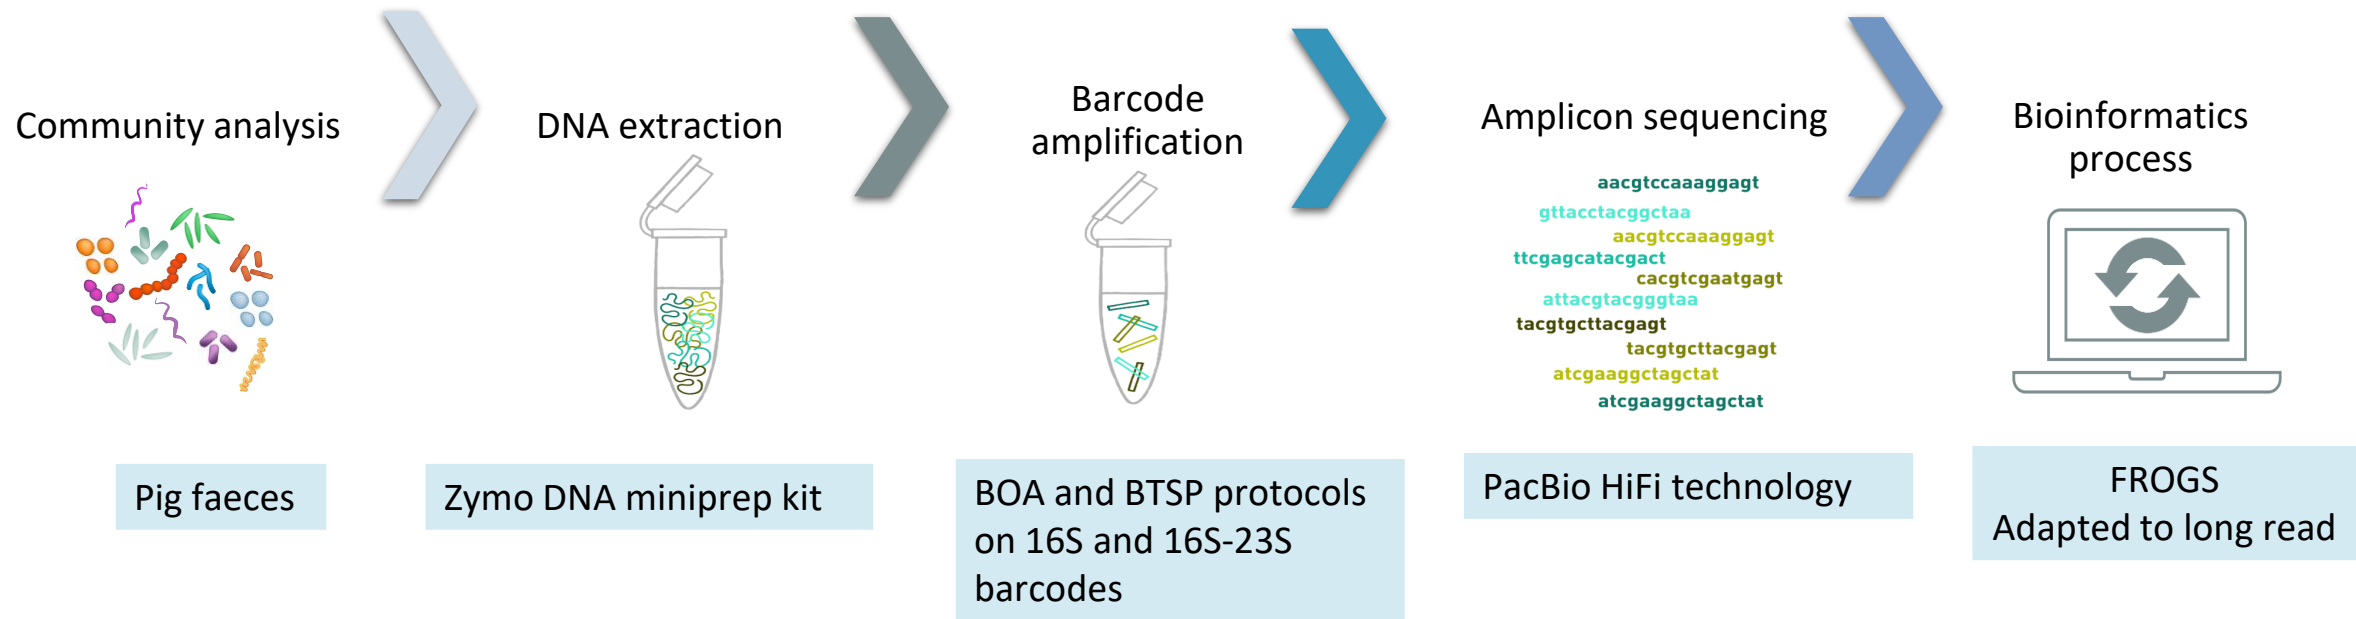 Community analysis
DNA extraction
Barcode
amplification
Amplicon sequencing
Bioinformatics
process
aacgtccaaaggagt
gttacctacggctaa
aacgtccaaaggagt
ttcgagcatacgact
cacgtcgaatgagt
attacgtacgggtaa
tacgtgcttacgagt
tacgtgcttacgagt
atcgaaggctagctat
atcgaaggctagctat
Pig faeces
Zymo DNA miniprep kit
BOA and BTSP protocols
on 16S and 16S-23S
barcodes
PacBio HiFi technology
FROGS
Adapted to long read